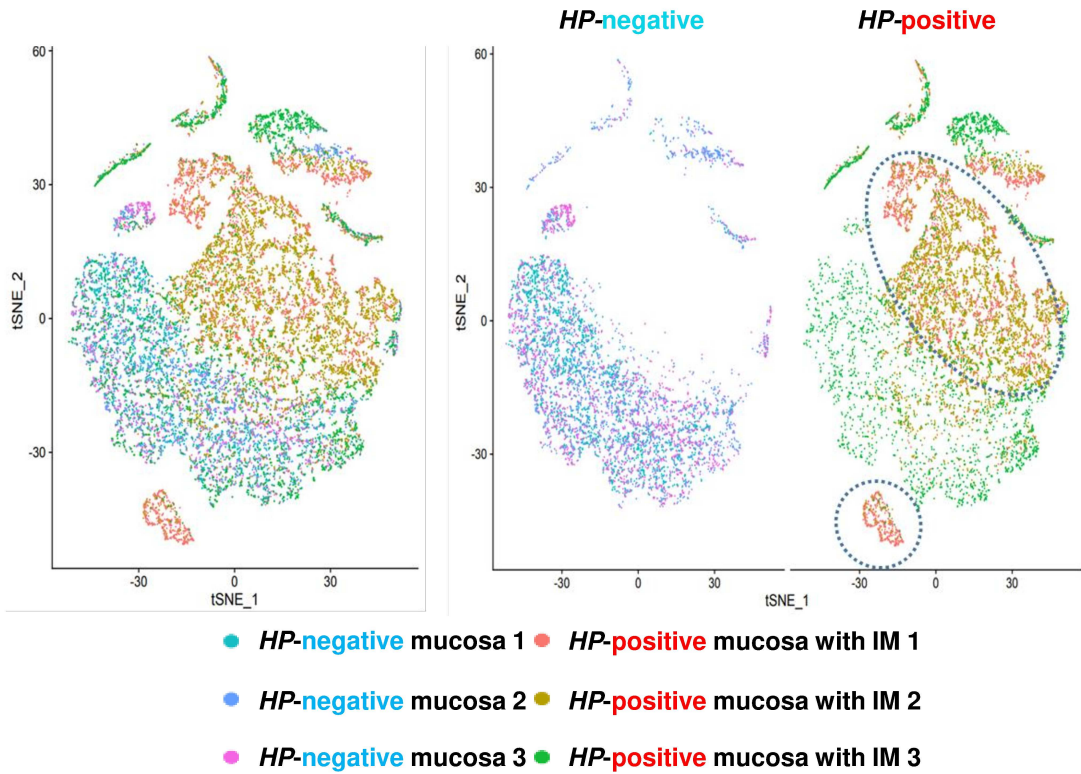 HP-negative
HP-positive
60
30
0
-30
tSNE_2
-30
0
30
tSNE_1
60
30
0
-30
tSNE_2
-30
0
30
-30
0
30
tSNE_1
HP-negative mucosa 1
HP-positive mucosa with IM 1
HP-negative mucosa 2
HP-positive mucosa with IM 2
HP-negative mucosa 3
HP-positive mucosa with IM 3